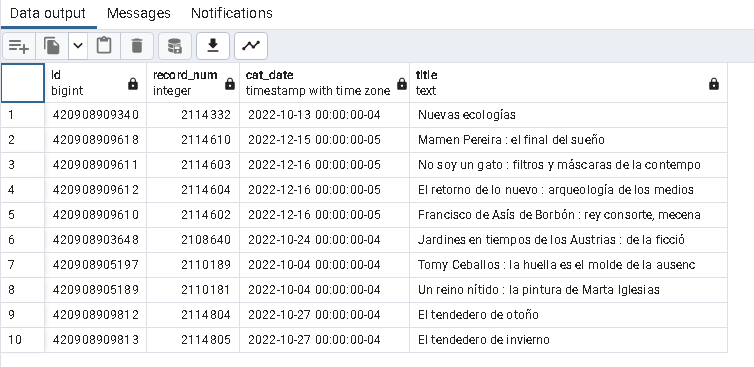 Data output Messages Notifications
id record_num cat_date title
bigint integer timestamp with time zone text
1 420908909340 2114332 2022-10-13 00:00:00-04 Nuevas ecologías
2 420908909618 2114610 2022-12-15 00:00:00-05 Mamen Pereira : el final del sueño
3 420908909611 2114603 2022-12-16 00:00:00-05 No soy un gato : filtros y máscaras de la contempo
4 420908909612 2114604 2022-12-16 00:00:00-05 El retorno de lo nuevo : arqueología de los medios
5 420908909610 2114602 2022-12-16 00:00:00-05 Francisco de Asís de Borbón : rey consorte, mecena
6 420908903648 2108640 2022-10-24 00:00:00-04 Jardines en tiempos de los Austrias : de la ficció
7 420908905197 2110189 2022-10-04 00:00:00-04 Tomy Ceballos : la huella es el molde de la ausenc
8 420908905189 2110181 2022-10-04 00:00:00-04 Un reino nítido : la pintura de Marta Iglesias
9 420908909812 2114804 2022-10-27 00:00:00-04 El tendedero de otoño
10 420908909813 2114805 2022-10-27 00:00:00-04 El tendedero de invierno